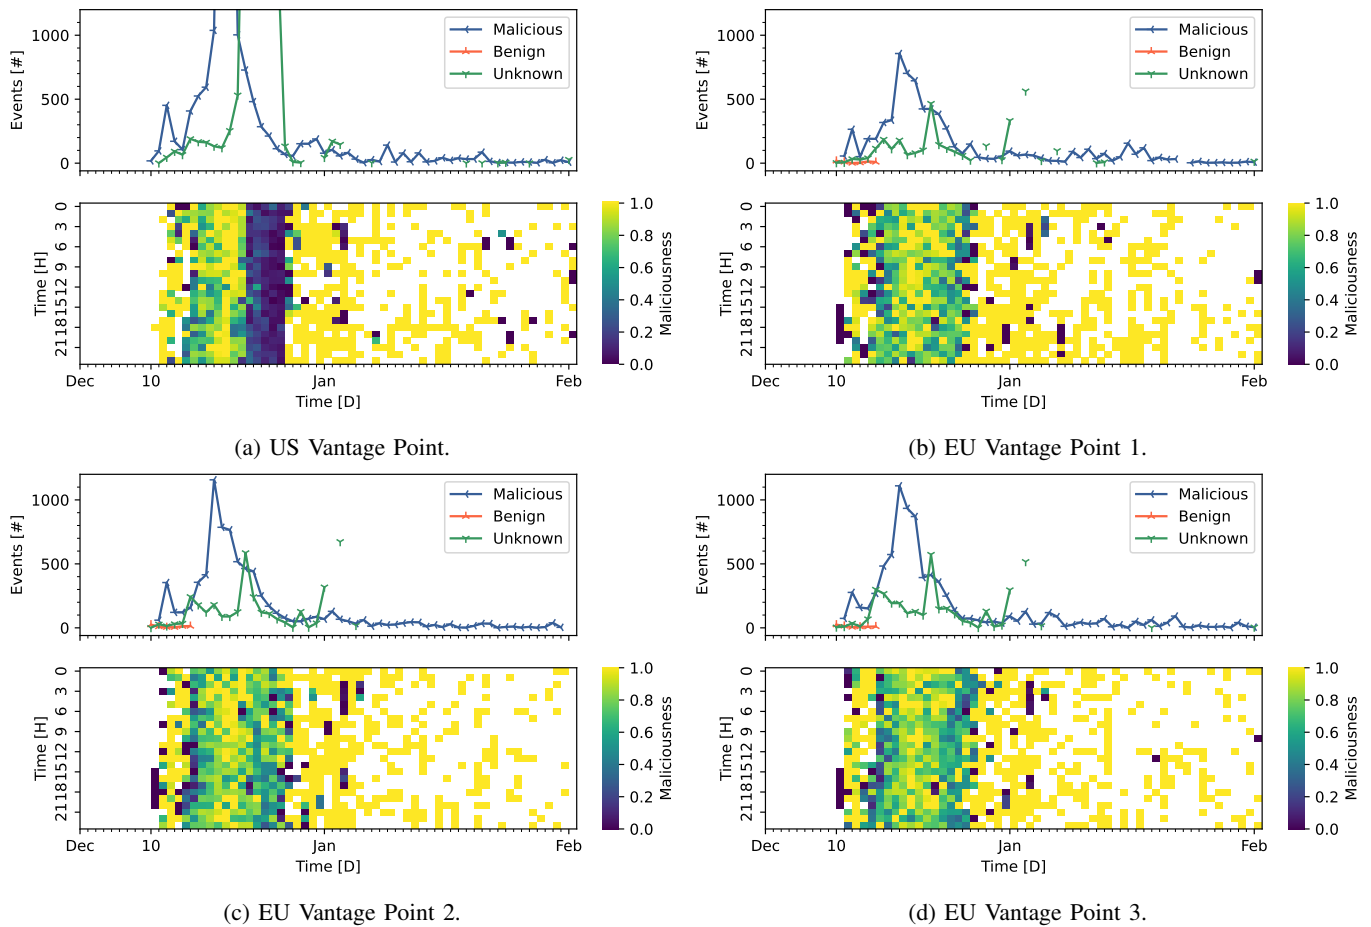 1000
500
0
Events [#]
Malicious
Benign
Unknown
0
3
6
9
21181512
Time [H]
1.0
0.8
0.6
0.4
0.2
0.0
Maliciousness
Dec
10
Jan
Feb
Time [D]
(a) US Vantage Point.
1000
500
0
Events [#]
Malicious
Benign
Unknown
0
3
6
9
21181512
Time [H]
1.0
0.8
0.6
0.4
0.2
0.0
Maliciousness
Dec
10
Jan
Feb
Time [D]
(b) EU Vantage Point 1.
1000
500
0
Events [#]
Malicious
Benign
Unknown
0
3
6
9
21181512
Time [H]
1.0
0.8
0.6
0.4
0.2
0.0
Maliciousness
Dec
10
Jan
Feb
Time [D]
(c) EU Vantage Point 2.
1000
500
0
Events [#]
Malicious
Benign
Unknown
0
3
6
9
21181512
Time [H]
1.0
0.8
0.6
0.4
0.2
0.0
Maliciousness
Dec
10
Jan
Feb
Time [D]
(d) EU Vantage Point 3.